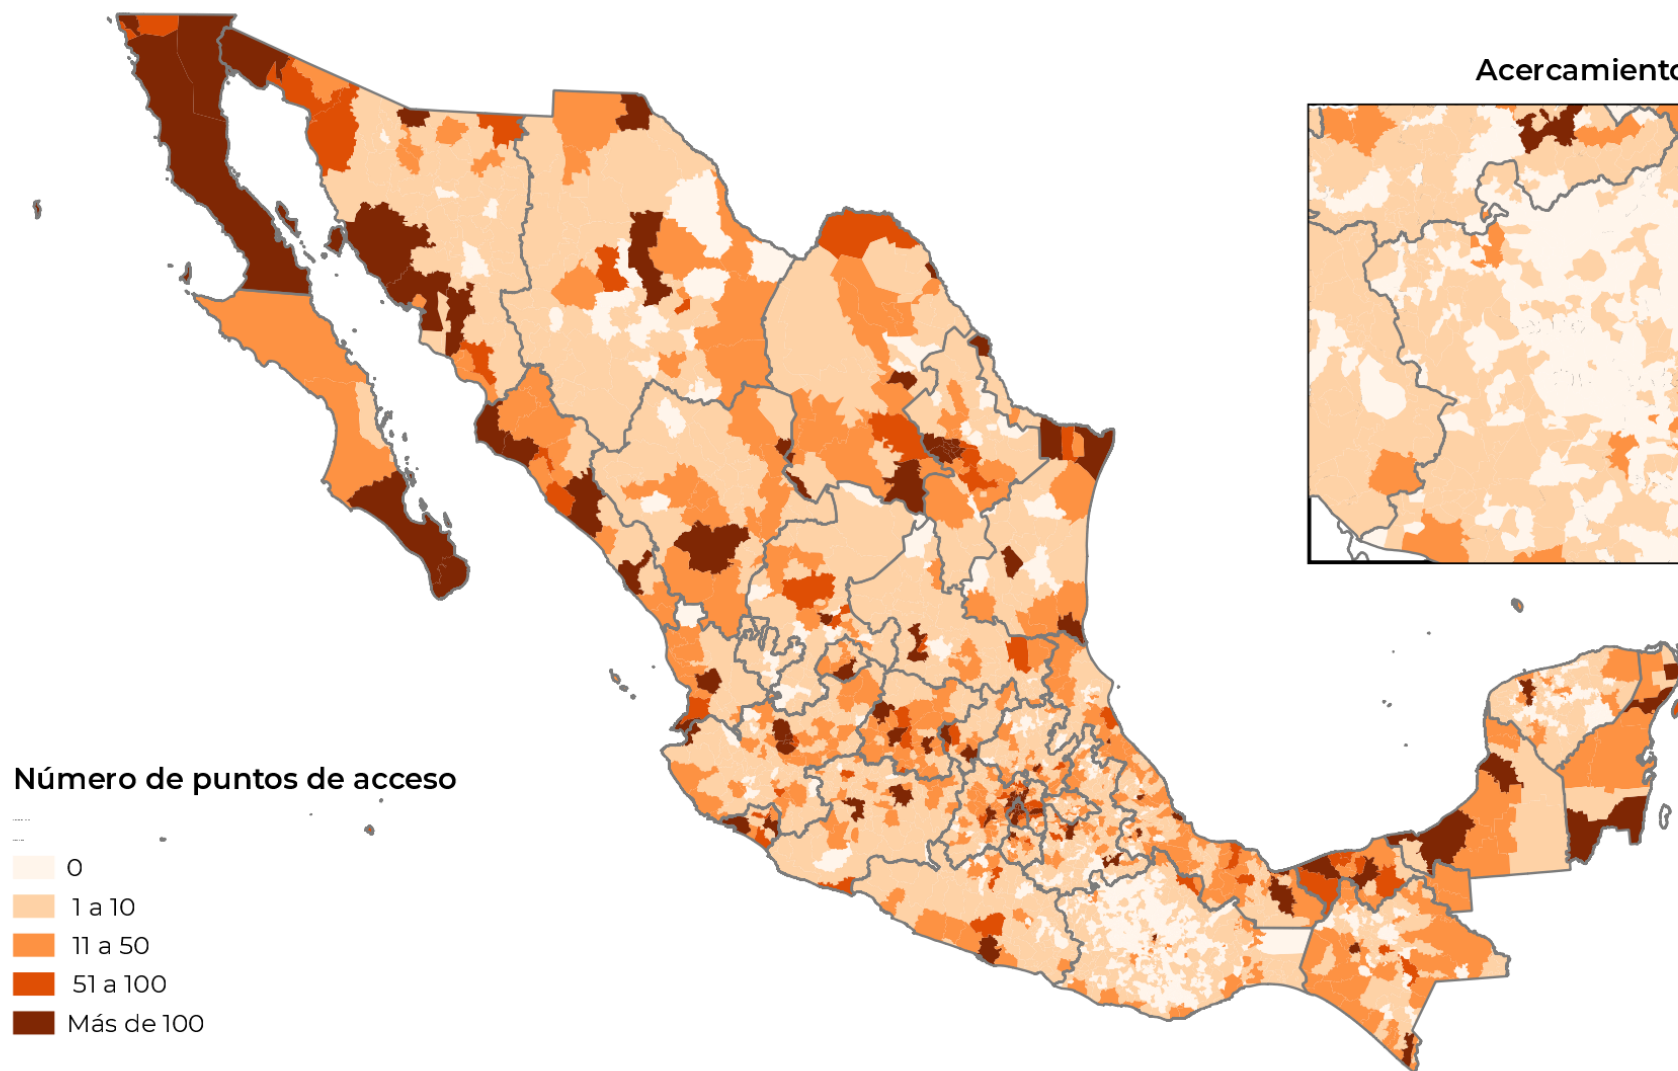 Acercamiento
Número de puntos de acceso
0
1 a 10
11 a 50
51 a 100
Más de 100